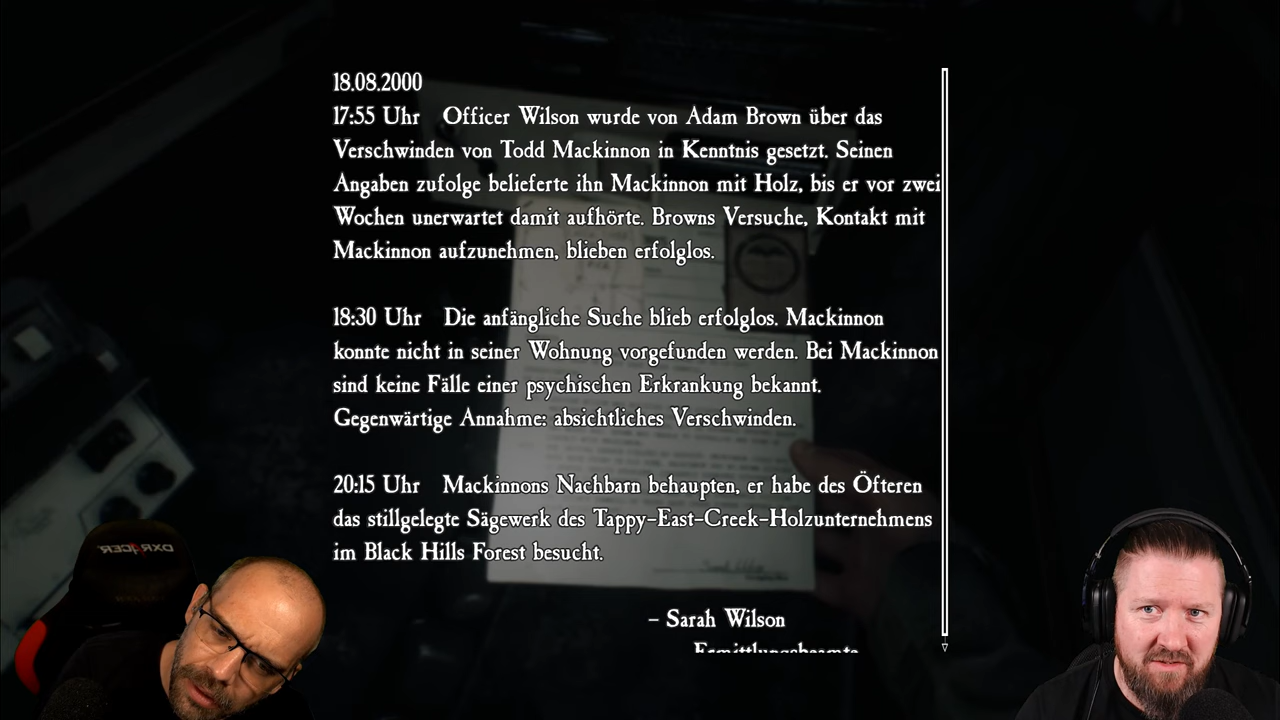 18.08.2000
17:55 Uhr Officer Wilson wurde von Adam Brown über das
Verschwinden von Todd Mackinnon in Kenntnis gesetzt. Seinen
Angaben zufolge belieferte ihn Mackinnon mit Holz, bis er vor zwei
Wochen unerwartet damit aufhörte. Browns Versuche, Kontakt mit
Mackinnon aufzunehmen, blieben erfolglos.
18:30 Uhr Die anfängliche Suche blieb erfolglos. Mackinnon
konnte nicht in seiner Wohnung vorgefunden werden. Bei Mackinnon
sind keine Fälle einer psychischen Erkrankung bekannt.
Gegenwärtige Annahme: absichtliches Verschwinden.
20:15 Uhr Mackinnons Nachbarn behaupten, er habe des Öfteren
das stillgelegte Sägewerk des Tappy-East-Creek-Holzunternehmens
im Black Hills Forest besucht.
– Sarah Wilson
Ermittlungsbeamte
DXRACER